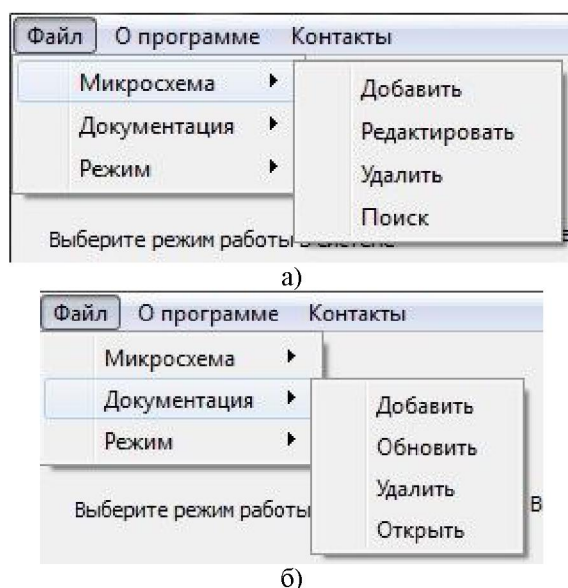 Файл О программе Контакты
Микросхема Добавить
Документация Редактировать
Режим Удалить
Поиск
Выберите режим работы в системе
а)
Файл О программе Контакты
Микросхема
Документация Добавить
Режим Обновить
Удалить
Выберите режим работы В
Открыть
б)